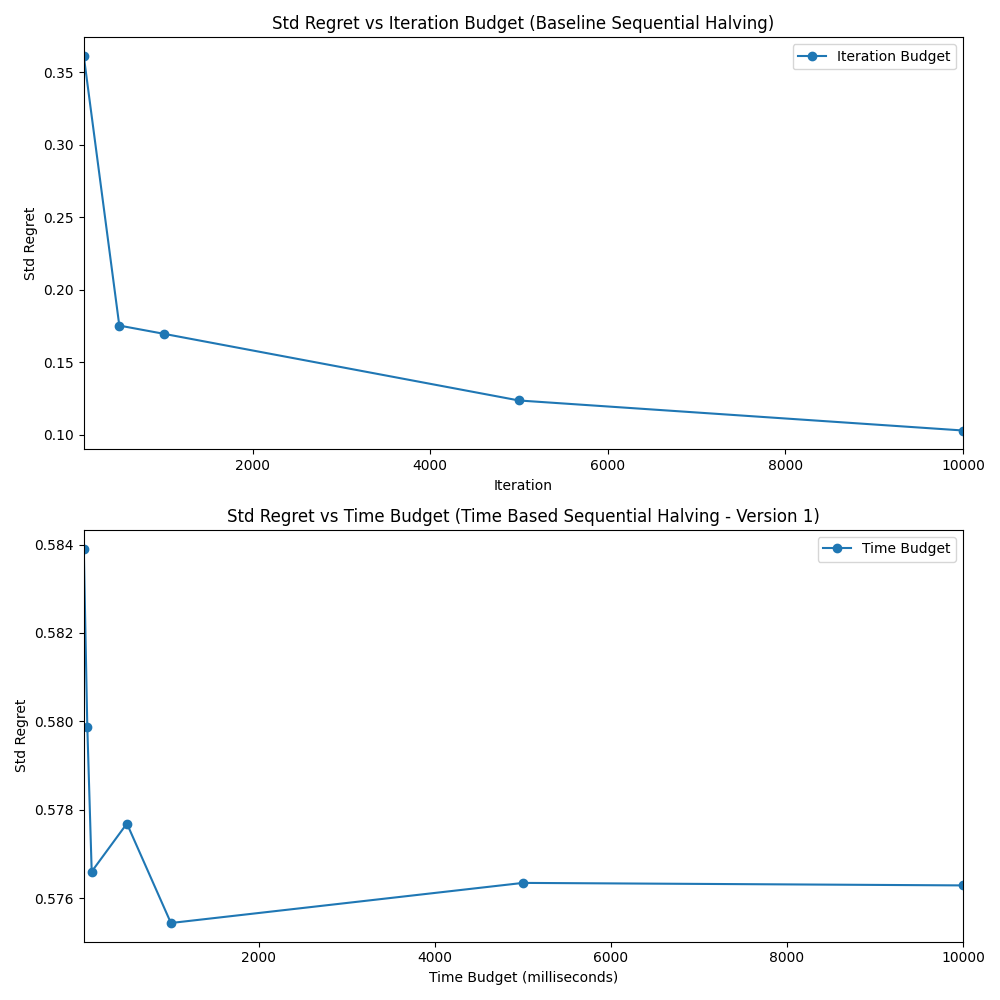 Std Regret vs Iteration Budget (Baseline Sequential Halving)
Iteration Budget
0.35
0.30
0.25
0.20
0.15
0.10
Std Regret
2000
4000
6000
8000
10000
Iteration
Std Regret vs Time Budget (Time Based Sequential Halving - Version 1)
Time Budget
0.584
0.582
0.580
0.578
0.576
Std Regret
2000
4000
6000
8000
10000
Time Budget (milliseconds)